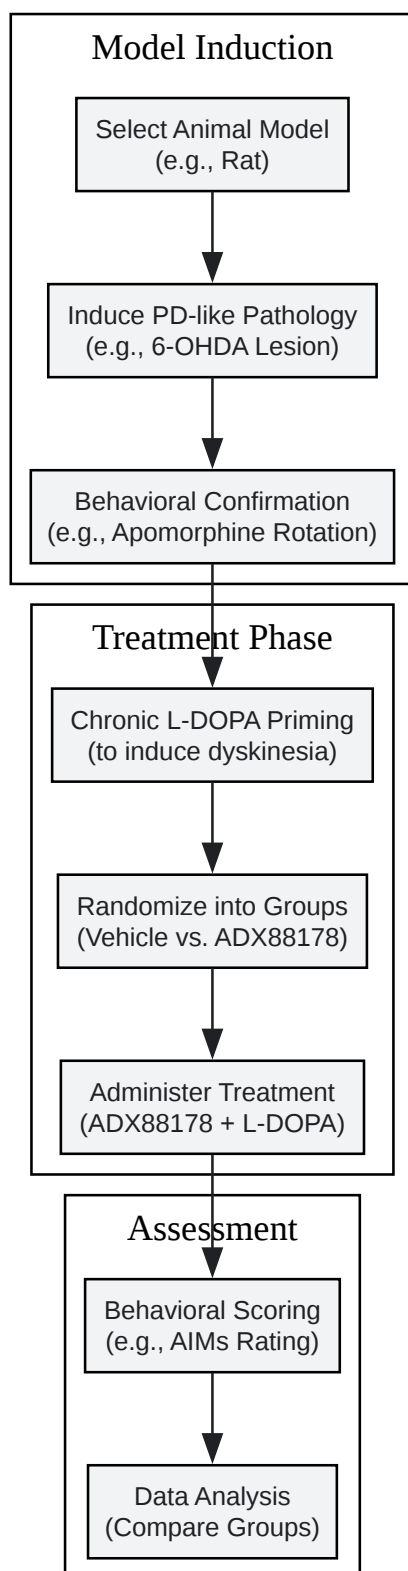 Model Induction
Select Animal Model
(e.g., Rat)
Induce PD-like Pathology
(e.g., 6-OHDA Lesion)
Behavioral Confirmation
(e.g., Apomorphine Rotation)
Treatment Phase
Chronic L-DOPA Priming
(to induce dyskinesia)
Randomize into Groups
(Vehicle vs. ADX88178)
Administer Treatment
(ADX88178 + L-DOPA)
Assessment
Behavioral Scoring
(e.g., AIMs Rating)
Data Analysis
(Compare Groups)